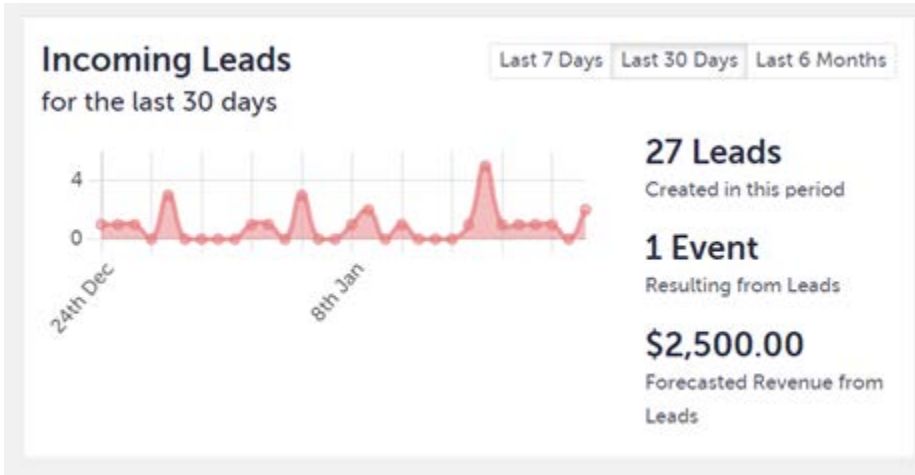 Incoming Leads
for the last 30 days
Last 7 Days Last 30 Days Last 6 Months
4
0
24th Dec
8th Jan
27 Leads
Created in this period
1 Event
Resulting from Leads
$2,500.00
Forecasted Revenue from
Leads